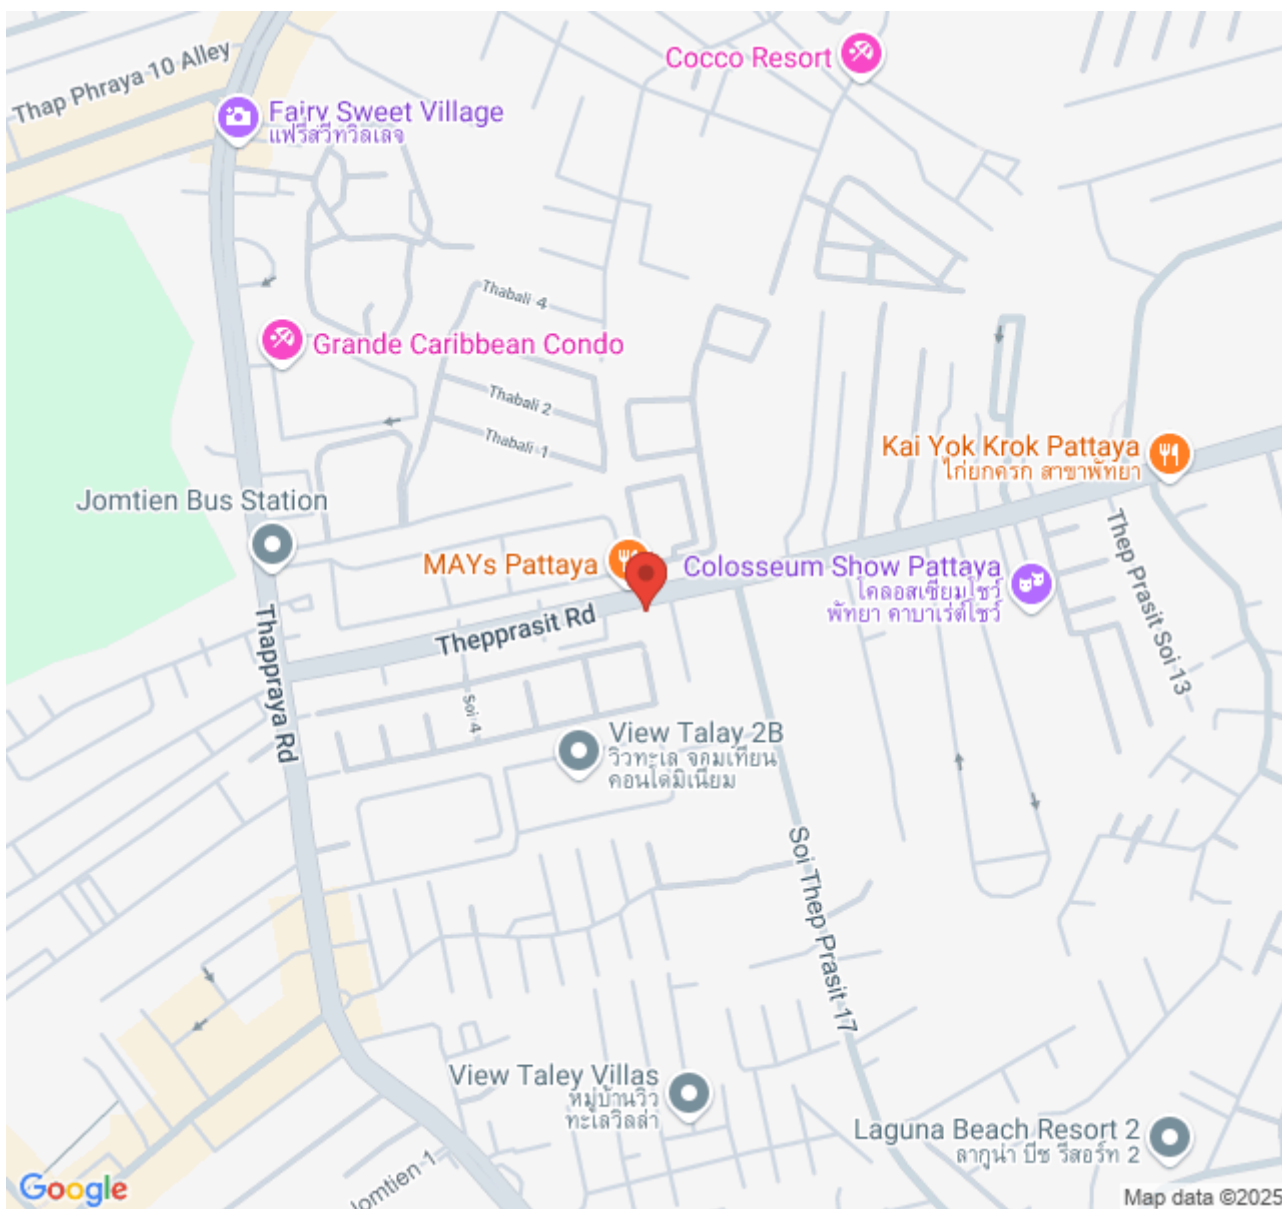 Cocco Resort
Thap Phraya 10 Alley
Fairy Sweet Village
แฟรี่สวีทวิลเลจ
Thabali 4
Grande Caribbean Condo
Thabali 2
Thabali 1
Kai Yok Krok Pattaya
ไก่ยกครก สาขาพัทยา
Jomtien Bus Station
MAYs Pattaya
Colosseum Show Pattaya
โคลอสเซียมโชว์
พัทยา คาบาเร่ต์โชว์
Thepprasit Rd
Thep Prasit Soi 13
Thappraya Rd
Soi 4
View Talay 2B
วิวทะเล จอมเทียน
คอนโดมิเนียม
Soi Thep Prasit 17
View Taley Villas
หมู่บ้านวิว
ทะเลวิลล่า
Laguna Beach Resort 2
ลากูน่า บีช รีสอร์ท 2
Jomtien 1
Google
Map data ©2025